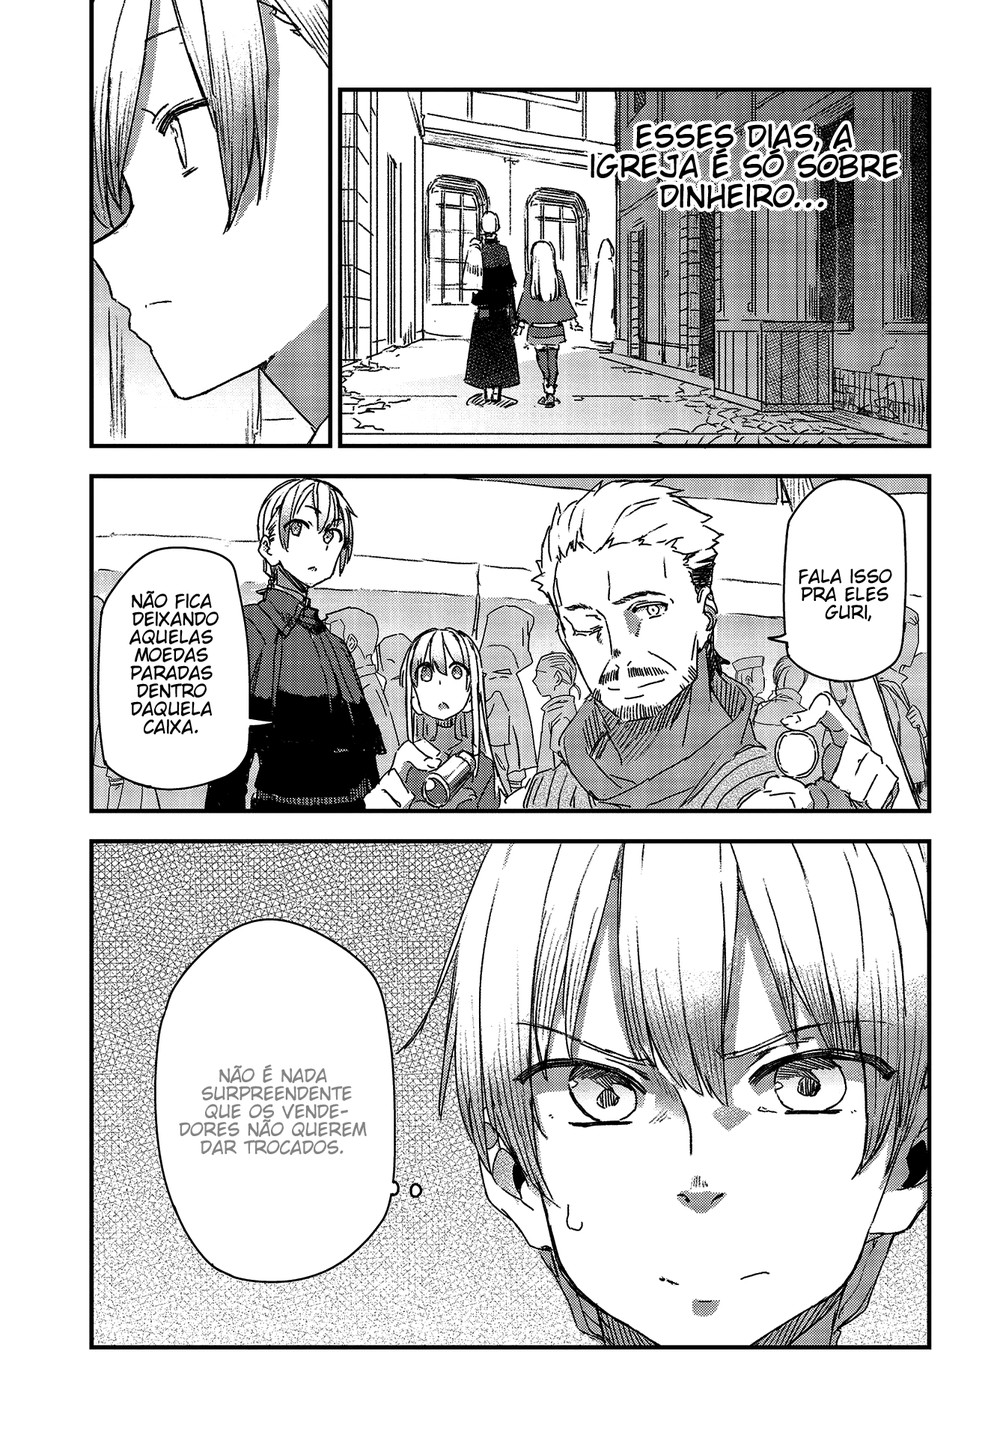 ESSES DIAS, A
IGREJA É SÓ SOBRE
DINHEIRO...
FALA ISSO
PRA ELES
GURI,
NÃO FICA
DEIXANDO
AQUELAS
MOEDAS
PARADAS
DENTRO
DAQUELA
CAIXA.
NÃO É NADA
SURPREENDENTE
QUE OS VENDE-
DORES NÃO QUEREM
DAR TROCADOS.